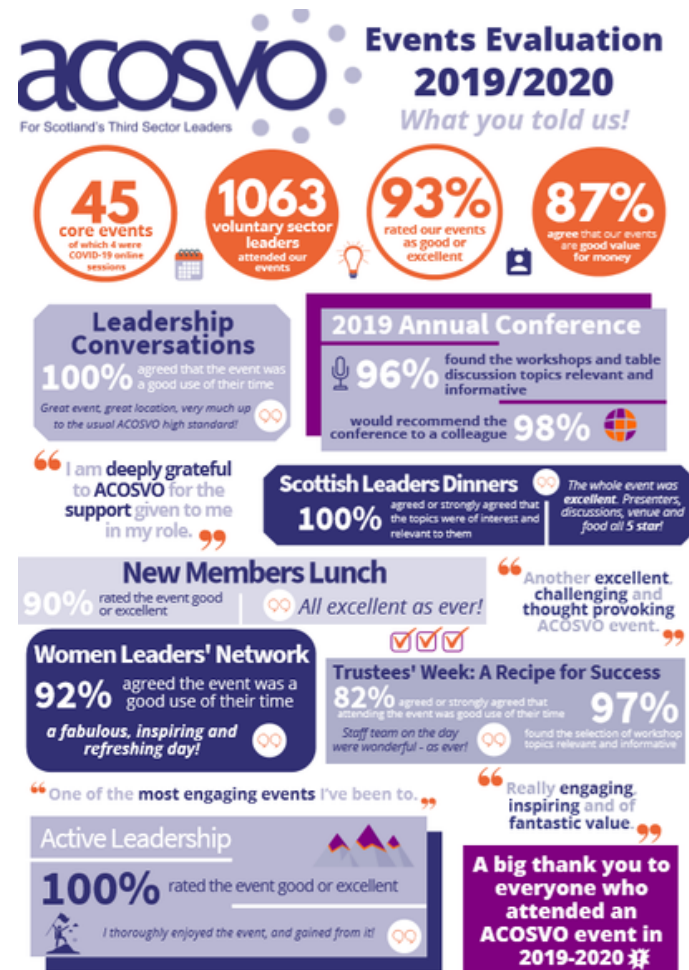 acosvo
For Scotland's Third Sector Leaders
Events Evaluation
2019/2020
What you told us!
45
core events
of which 4 were
COVID-19 online
sessions
1063
voluntary sector
leaders
attended our
events
93%
rated our events
as good or
excellent
87%
agree that our events
are good value
for money
Leadership
Conversations
100% agreed that the event was
a good use of their time
Great event, great location, very much up
to the usual ACOSVO high standard!
2019 Annual Conference
96% found the workshops and table
discussion topics relevant and
informative
would recommend the
conference to a colleague 98%
I am deeply grateful
to ACOSVO for the
support given to me
in my role.
Scottish Leaders Dinners
100% agreed or strongly agreed that
the topics were of interest and
relevant to them
The whole event was
excellent. Presenters,
discussions, venue and
food all 5 star!
New Members Lunch
90% rated the event good
or excellent
All excellent as ever!
Another excellent,
challenging and
thought provoking
ACOSVO event.
Women Leaders' Network
92% agreed the event was a
good use of their time
a fabulous, inspiring and
refreshing day!
Trustees' Week: A Recipe for Success
82% agreed or strongly agreed that
attending the event was good use of their time
Staff team on the day
were wonderful - as ever!
97%
found the selection of workshop
topics relevant and informative
One of the most engaging events I've been to.
Really engaging,
inspiring and of
fantastic value.
Active Leadership
100% rated the event good or excellent
I thoroughly enjoyed the event, and gained from it!
A big thank you to
everyone who
attended an
ACOSVO event in
2019-2020